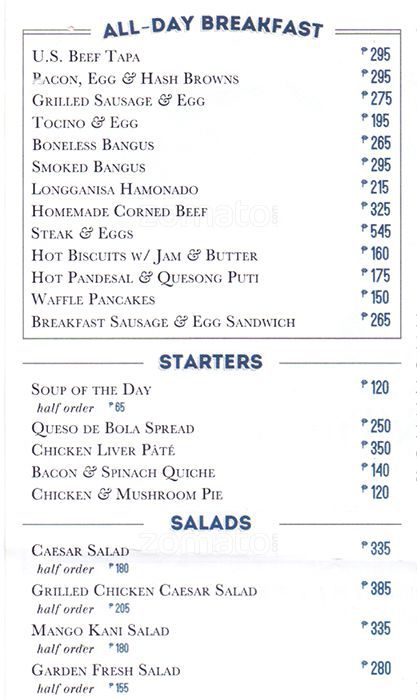 ALL-DAY BREAKFAST
U.S. BEEF TAPA ₱295
BACON, EGG & HASH BROWNS ₱295
GRILLED SAUSAGE & EGG ₱275
TOCINO & EGG ₱195
BONELESS BANGUS ₱265
SMOKED BANGUS ₱295
LONGGANISA HAMONADO ₱215
HOMEMADE CORNED BEEF ₱325
STEAK & EGGS ₱545
HOT BISCUITS W/ JAM & BUTTER ₱160
HOT PANDESAL & QUESONG PUTI ₱175
WAFFLE PANCAKES ₱150
BREAKFAST SAUSAGE & EGG SANDWICH ₱265
STARTERS
SOUP OF THE DAY ₱120
half order ₱65
QUESO DE BOLA SPREAD ₱250
CHICKEN LIVER PÂTÉ ₱350
BACON & SPINACH QUICHE ₱140
CHICKEN & MUSHROOM PIE ₱120
SALADS
CAESAR SALAD ₱335
half order ₱180
GRILLED CHICKEN CAESAR SALAD ₱385
half order ₱205
MANGO KANI SALAD ₱335
half order ₱180
GARDEN FRESH SALAD ₱280
half order ₱155